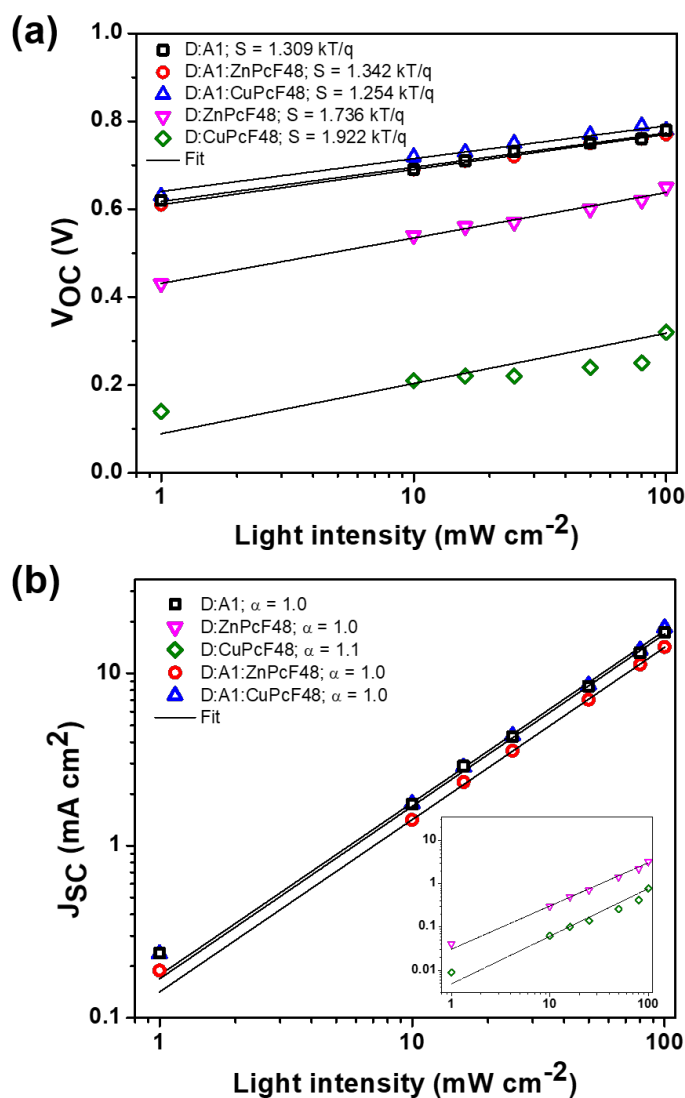 (a)
D:A1; S = 1.309 kT/q
D:A1:ZnPcF48; S = 1.342 kT/q
D:A1:CuPcF48; S = 1.254 kT/q
D:ZnPcF48; S = 1.736 kT/q
D:CuPcF48; S = 1.922 kT/q
Fit
1.0
0.8
0.6
0.4
0.2
0.0
VOC (V)
1
10
100
Light intensity (mW cm-2)
(b)
D:A1; α = 1.0
D:ZnPcF48; α = 1.0
D:CuPcF48; α = 1.1
D:A1:ZnPcF48; α = 1.0
D:A1:CuPcF48; α = 1.0
Fit
10
1
0.1
JSC (mA cm2)
10
1
0.1
0.01
1
10
100
1
10
100
Light intensity (mW cm-2)